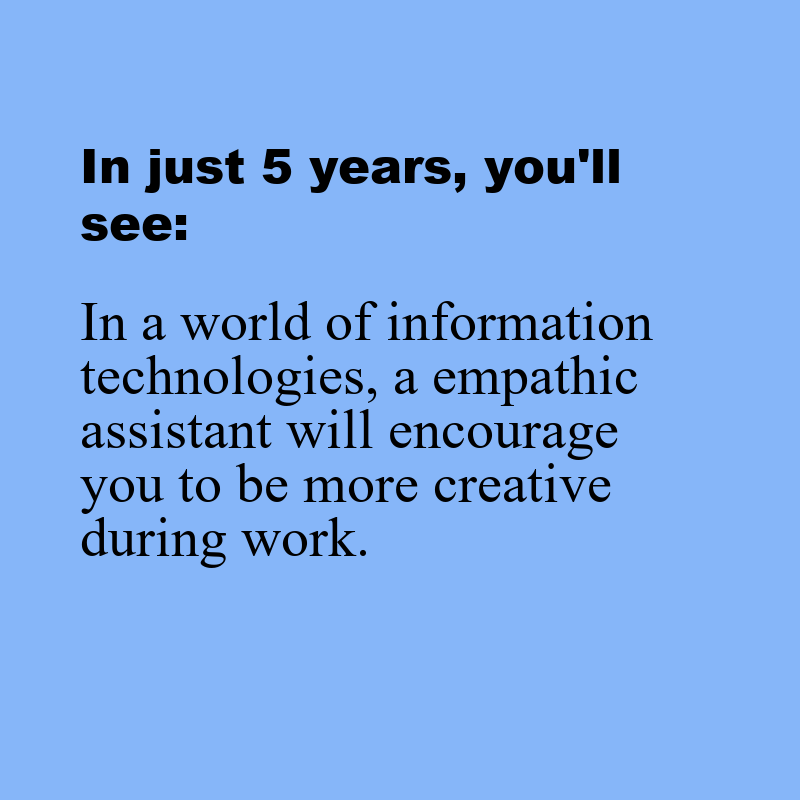 In just 5 years, you'll
see:
In a world of information
technologies, a empathic
assistant will encourage
you to be more creative
during work.